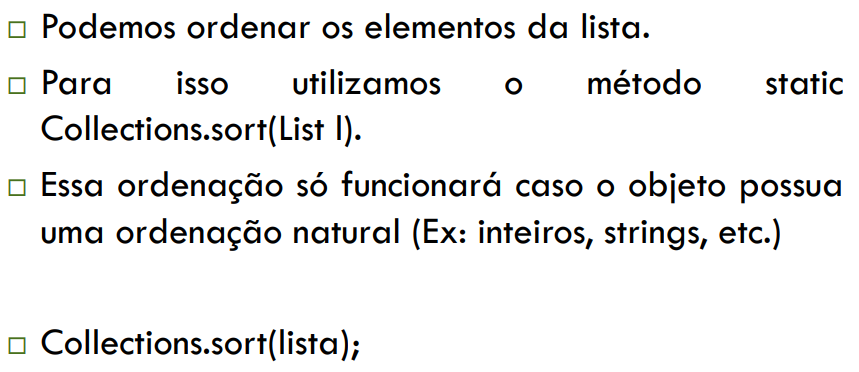 Podemos ordenar os elementos da lista.
Para isso utilizamos o método static
Collections.sort(List l).
Essa ordenação só funcionará caso o objeto possua
uma ordenação natural (Ex: inteiros, strings, etc.)
Collections.sort(lista);